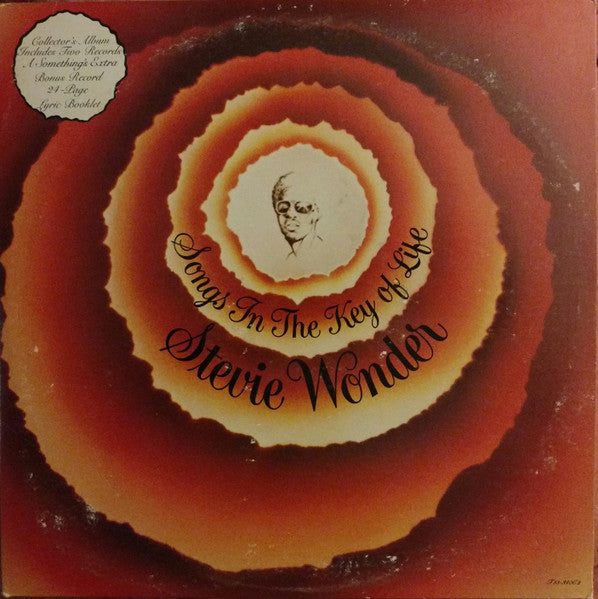 Collector's Album
Includes Two Records
A Something's Extra
Bonus Record
24-Page
Lyric Booklet
Songs In The Key of Life
Stevie Wonder